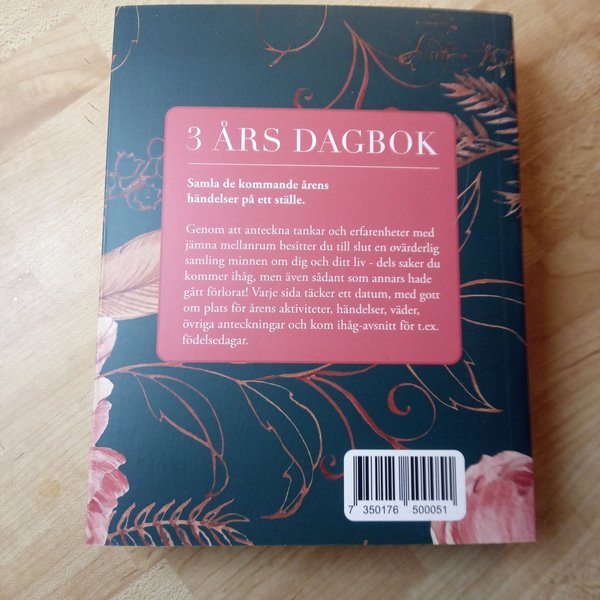 3 ÅRS DAGBOK
Samla de kommande årens
händelser på ett ställe.
Genom att anteckna tankar och erfarenheter med
jämna mellanrum besitter du till slut en ovärderlig
samling minnen om dig och ditt liv - dels saker du
kommer ihåg, men även sådant som annars hade
gått förlorat! Varje sida täcker ett datum, med gott
om plats för årens aktiviteter, händelser, väder,
övriga anteckningar och kom ihåg-avsnitt för t.ex.
födelsedagar.
7 350176 500051